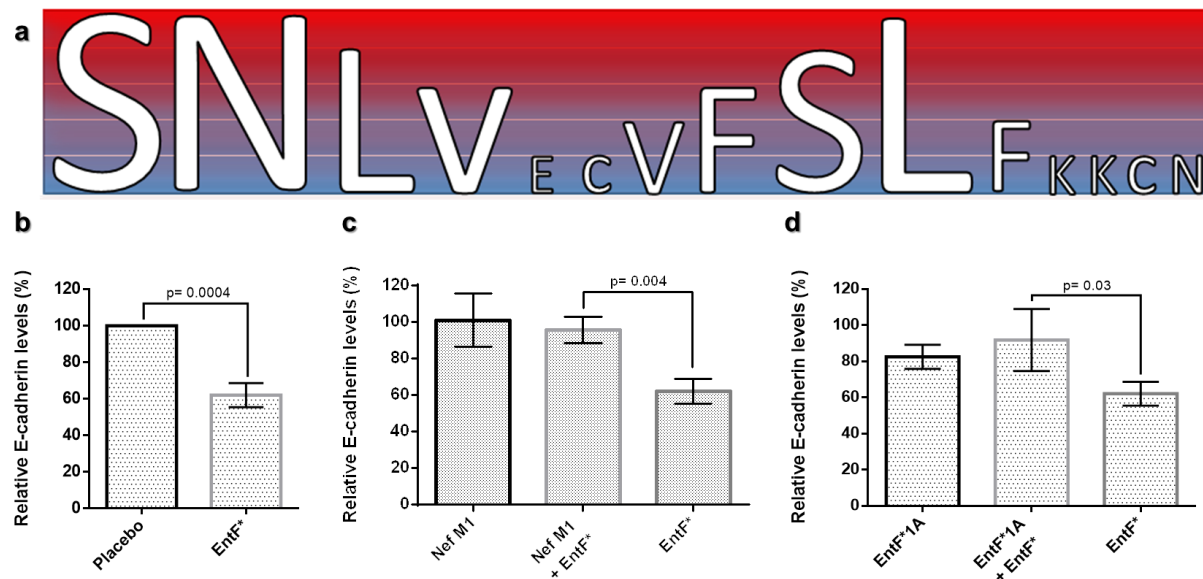 a
SNLVECVFSLFKKCN
b
Relative E-cadherin levels (%)
120
100
80
60
40
20
0
p= 0.0004
Placebo
EntF*
c
Relative E-cadherin levels (%)
120
100
80
60
40
20
0
p= 0.004
Nef M1
Nef M1
+ EntF*
EntF*
d
Relative E-cadherin levels (%)
120
100
80
60
40
20
0
p= 0.03
EntF*1A
EntF*1A
+ EntF*
EntF*